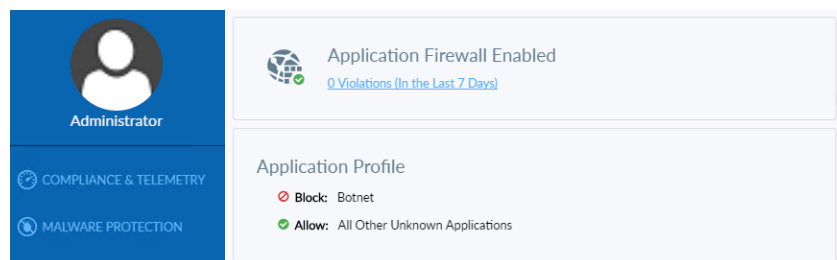 Administrator
COMPLIANCE & TELEMETRY
MALWARE PROTECTION
Application Firewall Enabled
0 Violations (In the Last 7 Days)
Application Profile
Block: Botnet
Allow: All Other Unknown Applications